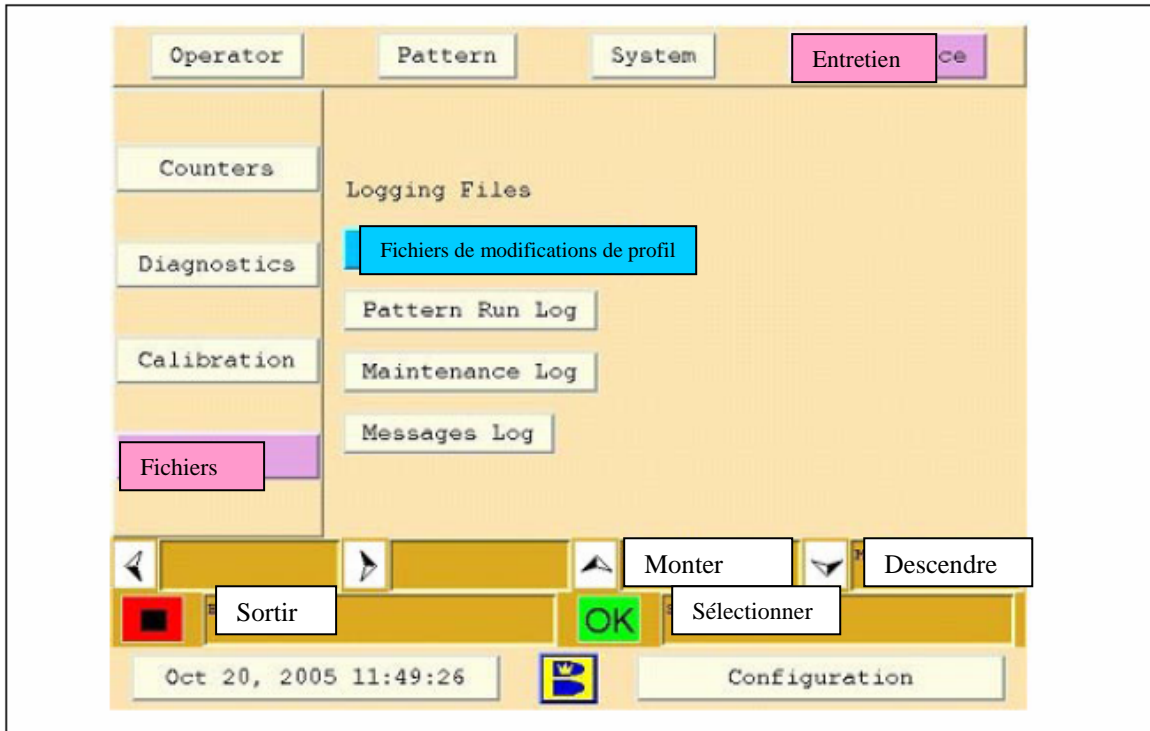 Operator Pattern System Entretien ce
Counters
Logging Files
Fichiers de modifications de profil
Diagnostics
Pattern Run Log
Calibration
Maintenance Log
Messages Log
Fichiers
Monter Descendre
Sortir OK Sélectionner
Oct 20, 2005 11:49:26 Configuration